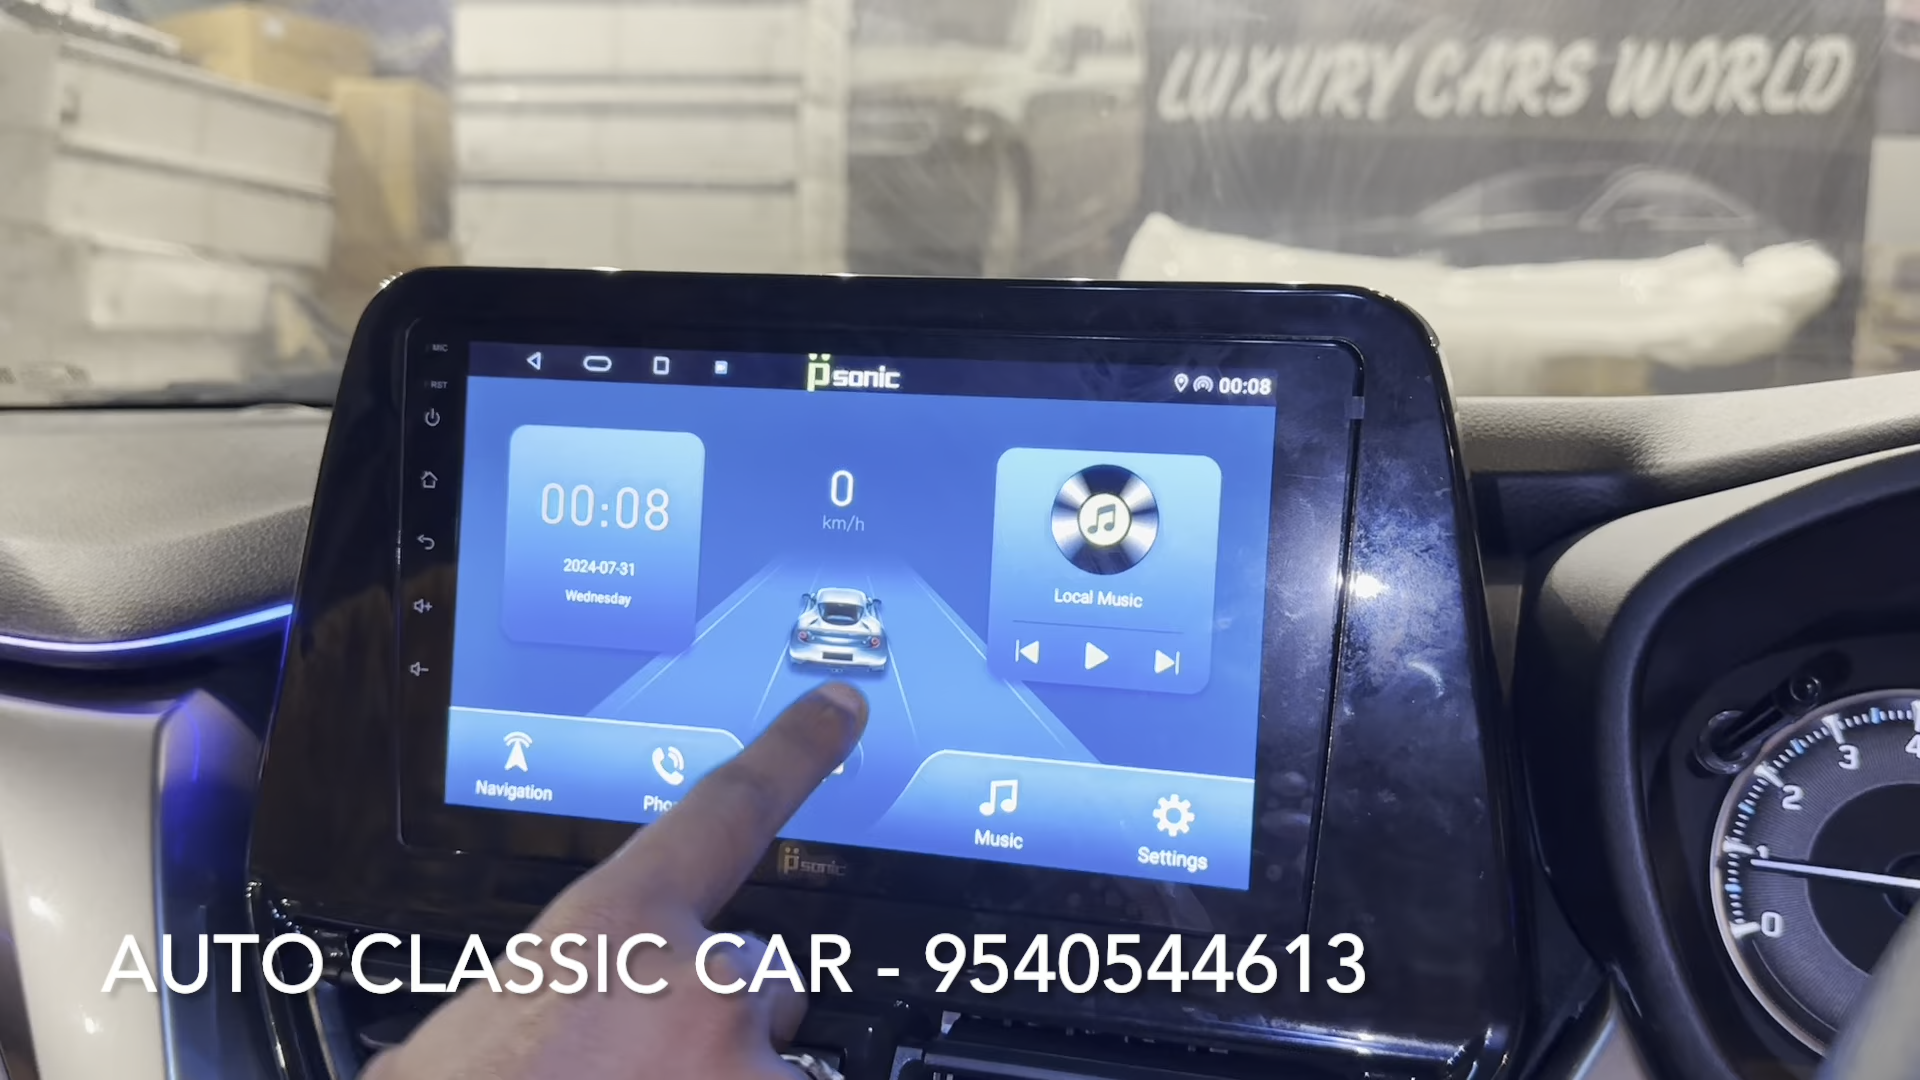 LUXURY CARS WORLD
MIC
RST
Psonic
00:08
00:08
2024-07-31
Wednesday
0
km/h
Local Music
Navigation
Pho
Music
Settings
Psonic
4
3
2
1
0
AUTO CLASSIC CAR - 9540544613